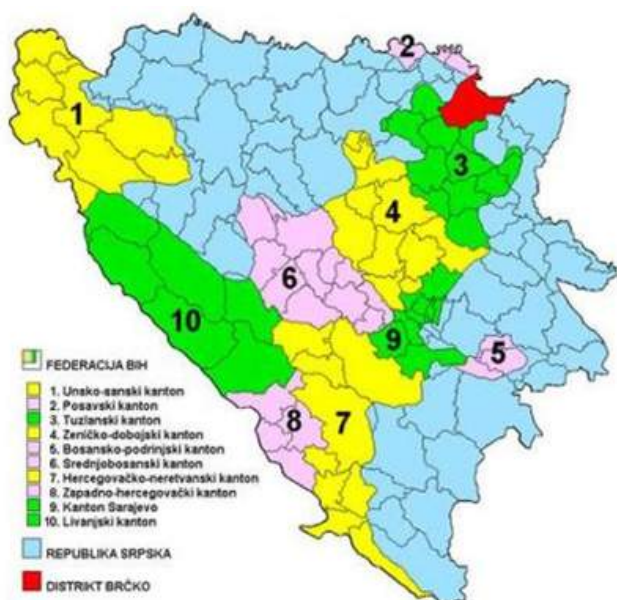 2
1
3
4
6
10
9
5
8
7
FEDERACIJA BIH
1. Unsko-sanski kanton
2. Posavski kanton
3. Tuzlanski kanton
4. Zeničko-dobojski kanton
5. Bosansko-podrinjski kanton
6. Srednjobosanski kanton
7. Hercegovačko-neretvanski kanton
8. Zapadno-hercegovački kanton
9. Kanton Sarajevo
10. Livanjski kanton
REPUBLIKA SRPSKA
DISTRIKT BRČKO